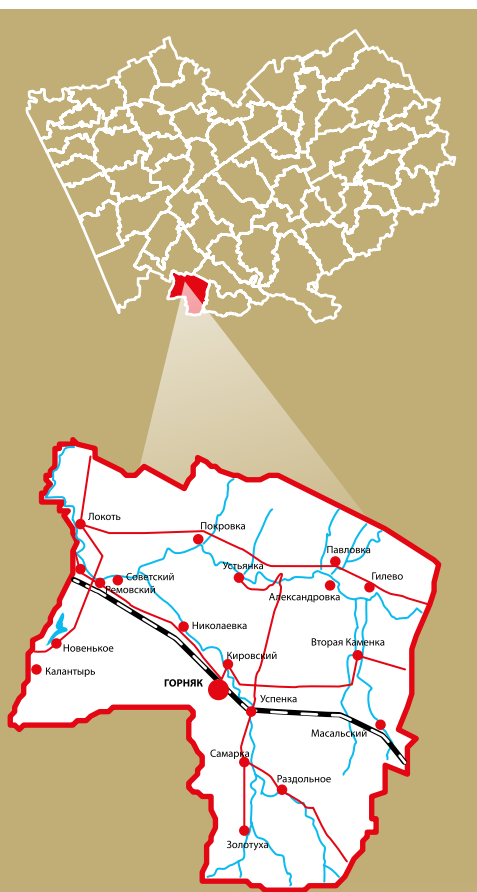 Локоть
Покровка
Павловка
Устьянка
Советский
Гилево
Ремовский
Александровка
Николаевка
Вторая Каменка
Новенькое
Кировский
Калантырь
ГОРНЯК
Успенка
Масальский
Самарка
Раздольное
Золотуха